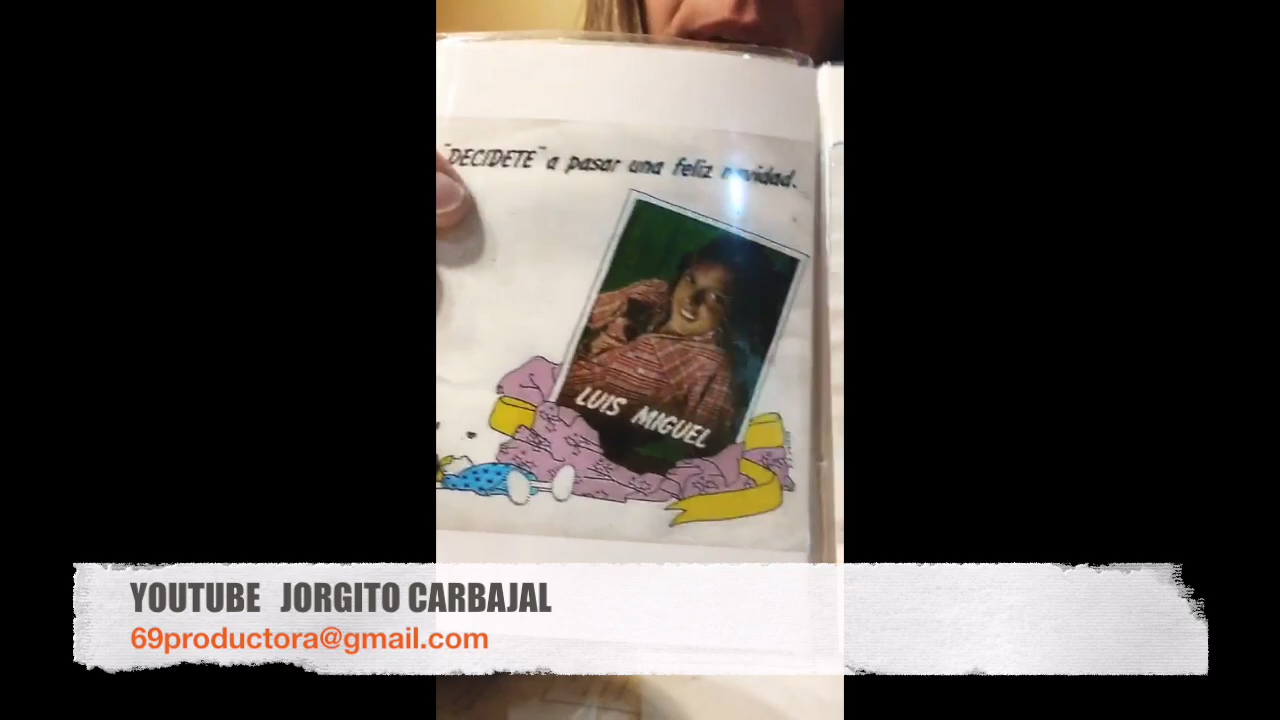 "DECIDETE" a pasar una feliz navidad.
LUIS MIGUEL
YOUTUBE JORGITO CARBAJAL
69productora@gmail.com